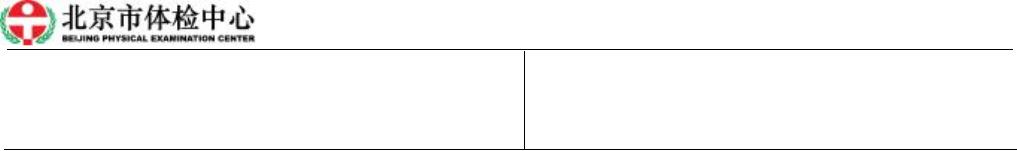 北京市体检中心
BEIJING PHYSICAL EXAMINATION CENTER